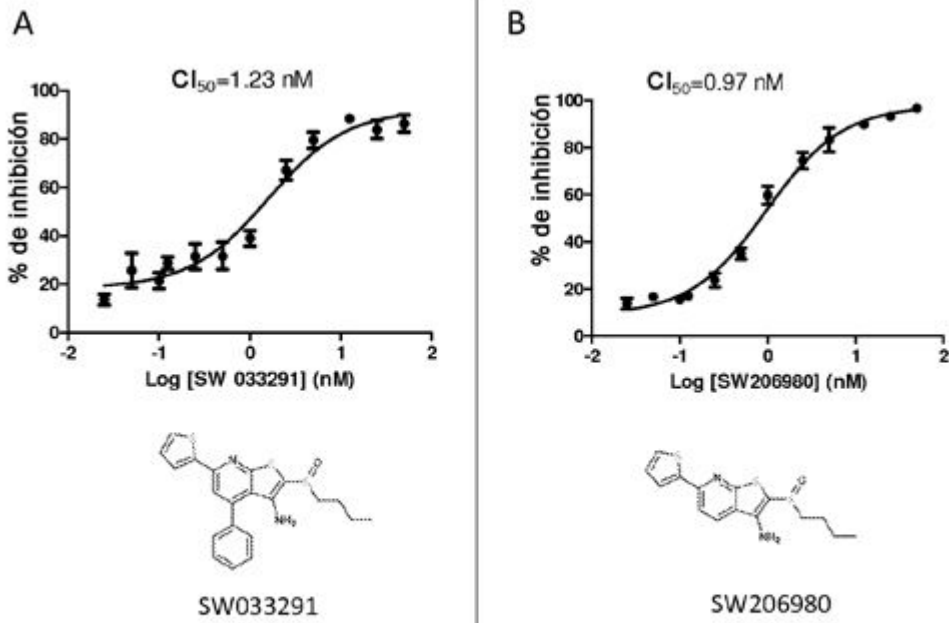 A
CI50=1.23 nM
% de inhibición
100
80
60
40
20
0
-2
-1
0
1
2
Log [SW 033291] (nM)
N
S
S
S
O
NH2
SW033291
B
CI50=0.97 nM
% de inhibición
100
80
60
40
20
0
-2
-1
0
1
2
Log [SW206980] (nM)
S
N
S
S
O
NH2
SW206980